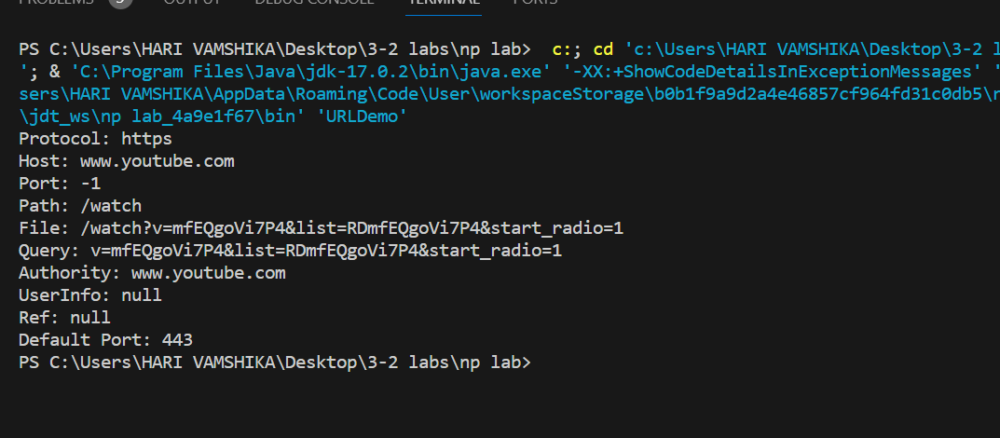 PROBLEMS 3 OUTPUT DEBUG CONSOLE TERMINAL PORTS
PS C:\Users\HARI VAMSHIKA\Desktop\3-2 labs\np lab>  c:; cd 'c:\Users\HARI VAMSHIKA\Desktop\3-2 l
'; & 'C:\Program Files\Java\jdk-17.0.2\bin\java.exe' '-XX:+ShowCodeDetailsInExceptionMessages' '
sers\HARI VAMSHIKA\AppData\Roaming\Code\User\workspaceStorage\b0b1f9a9d2a4e46857cf964fd31c0db5\r
\jdt_ws\np lab_4a9e1f67\bin' 'URLDemo'
Protocol: https
Host: www.youtube.com
Port: -1
Path: /watch
File: /watch?v=mfEQgoVi7P4&list=RDmfEQgoVi7P4&start_radio=1
Query: v=mfEQgoVi7P4&list=RDmfEQgoVi7P4&start_radio=1
Authority: www.youtube.com
UserInfo: null
Ref: null
Default Port: 443
PS C:\Users\HARI VAMSHIKA\Desktop\3-2 labs\np lab>